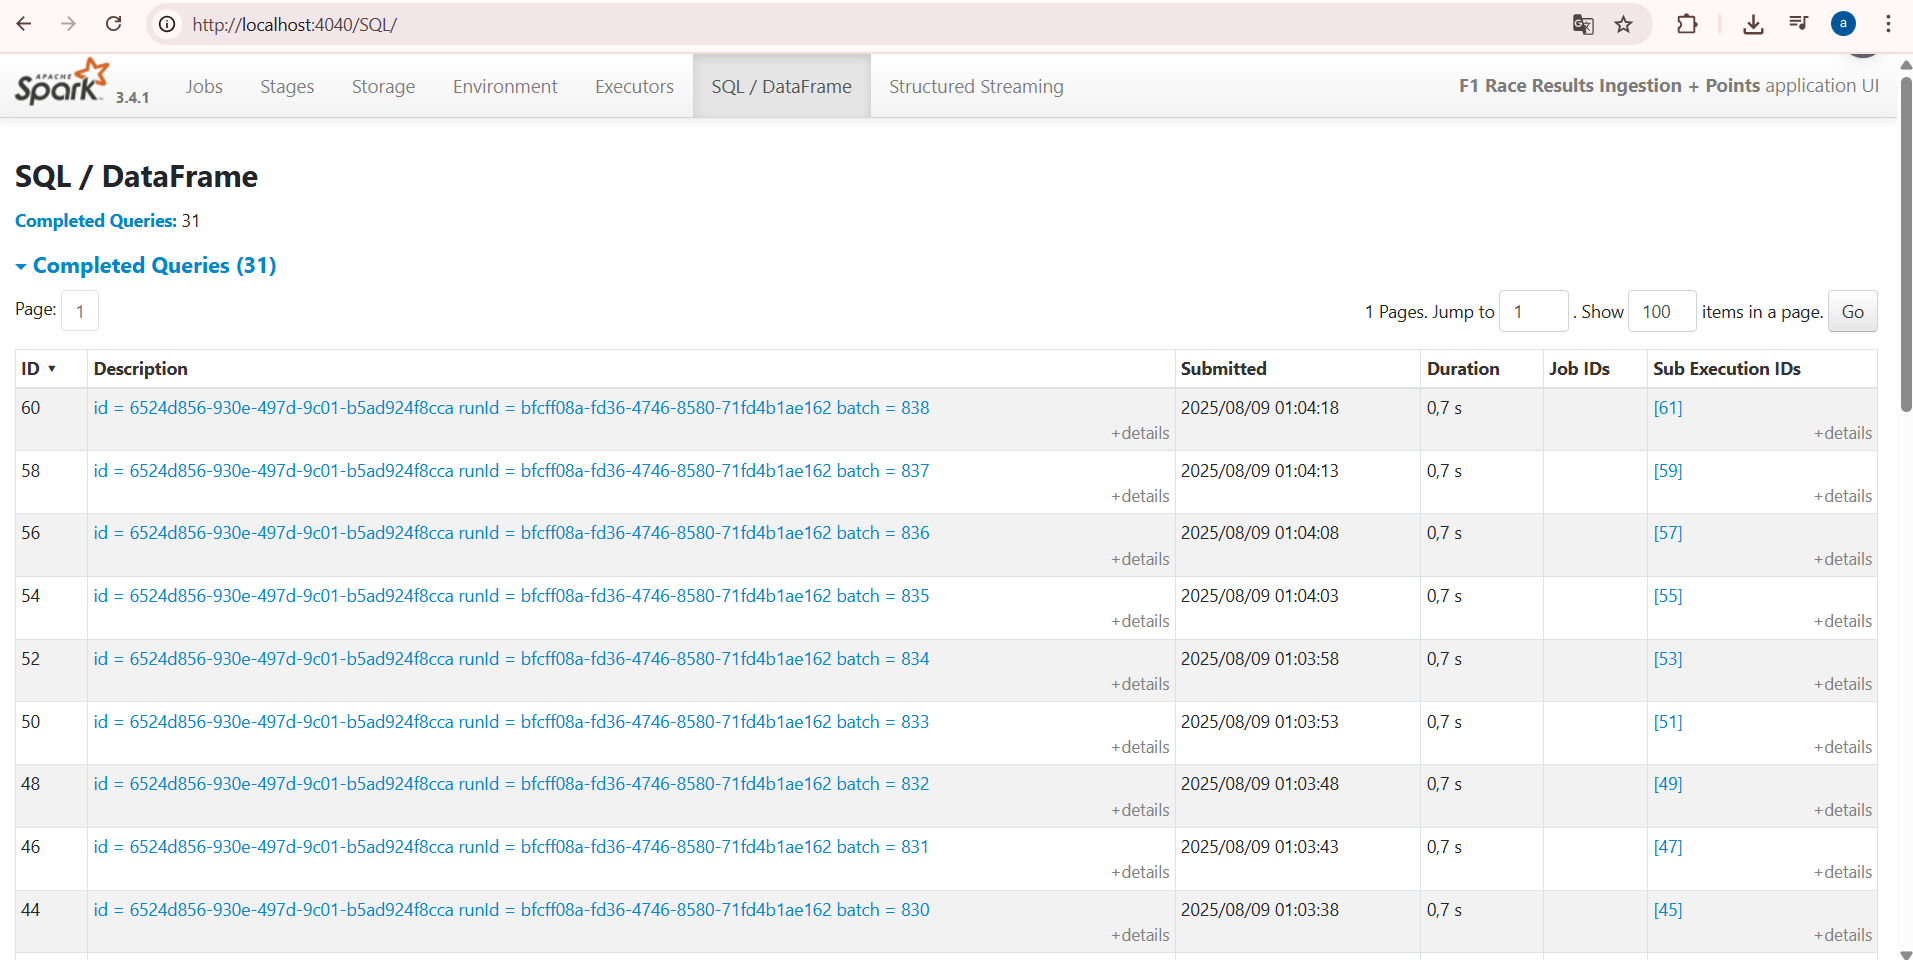 http://localhost:4040/SQL/
a
APACHE
Spark 3.4.1
Jobs
Stages
Storage
Environment
Executors
SQL / DataFrame
Structured Streaming
F1 Race Results Ingestion + Points application UI
SQL / DataFrame
Completed Queries: 31
Completed Queries (31)
Page: 1
1 Pages. Jump to 1 . Show 100 items in a page. Go
ID Description Submitted Duration Job IDs Sub Execution IDs
60 id = 6524d856-930e-497d-9c01-b5ad924f8cca runId = bfcff08a-fd36-4746-8580-71fd4b1ae162 batch = 838 2025/08/09 01:04:18 0,7 s [61]
+details +details
58 id = 6524d856-930e-497d-9c01-b5ad924f8cca runId = bfcff08a-fd36-4746-8580-71fd4b1ae162 batch = 837 2025/08/09 01:04:13 0,7 s [59]
+details +details
56 id = 6524d856-930e-497d-9c01-b5ad924f8cca runId = bfcff08a-fd36-4746-8580-71fd4b1ae162 batch = 836 2025/08/09 01:04:08 0,7 s [57]
+details +details
54 id = 6524d856-930e-497d-9c01-b5ad924f8cca runId = bfcff08a-fd36-4746-8580-71fd4b1ae162 batch = 835 2025/08/09 01:04:03 0,7 s [55]
+details +details
52 id = 6524d856-930e-497d-9c01-b5ad924f8cca runId = bfcff08a-fd36-4746-8580-71fd4b1ae162 batch = 834 2025/08/09 01:03:58 0,7 s [53]
+details +details
50 id = 6524d856-930e-497d-9c01-b5ad924f8cca runId = bfcff08a-fd36-4746-8580-71fd4b1ae162 batch = 833 2025/08/09 01:03:53 0,7 s [51]
+details +details
48 id = 6524d856-930e-497d-9c01-b5ad924f8cca runId = bfcff08a-fd36-4746-8580-71fd4b1ae162 batch = 832 2025/08/09 01:03:48 0,7 s [49]
+details +details
46 id = 6524d856-930e-497d-9c01-b5ad924f8cca runId = bfcff08a-fd36-4746-8580-71fd4b1ae162 batch = 831 2025/08/09 01:03:43 0,7 s [47]
+details +details
44 id = 6524d856-930e-497d-9c01-b5ad924f8cca runId = bfcff08a-fd36-4746-8580-71fd4b1ae162 batch = 830 2025/08/09 01:03:38 0,7 s [45]
+details +details